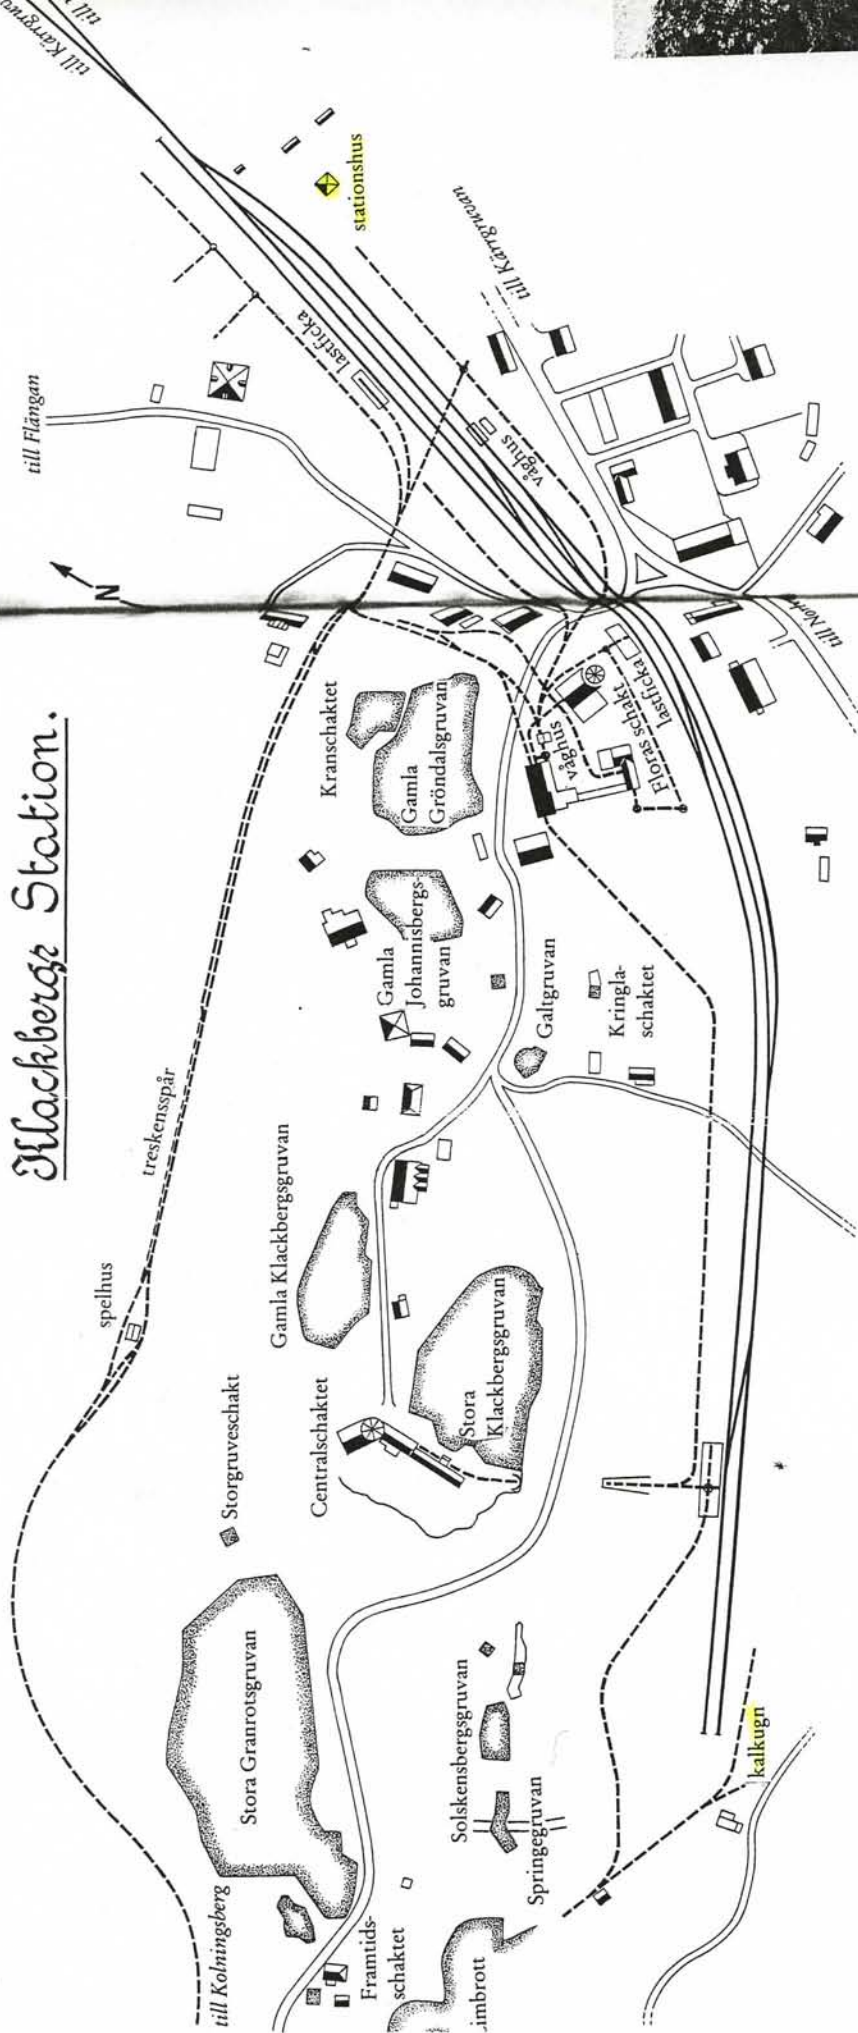 Klackbergs Station.
till Kärrgruvan
till
stationshus
till Kärrgruvan
lastficka
till Flängan
våghus
N
till Norb
Kranschaktet
Gamla
Gröndalsgruvan
våghus
Floras schakt
lastficka
Gamla
Johannisbergs-
gruvan
Galtgruvan
Kringla-
schaktet
treskensspår
spelhus
Gamla Klackbergsgruvan
Storgruveschakt
Centralschaktet
Stora
Klackbergsgruvan
Stora Granrotsgruvan
Solskensbergsgruvan
Springegruvan
kalkugn
till Kolningsberg
Framtids-
schaktet
imbrott